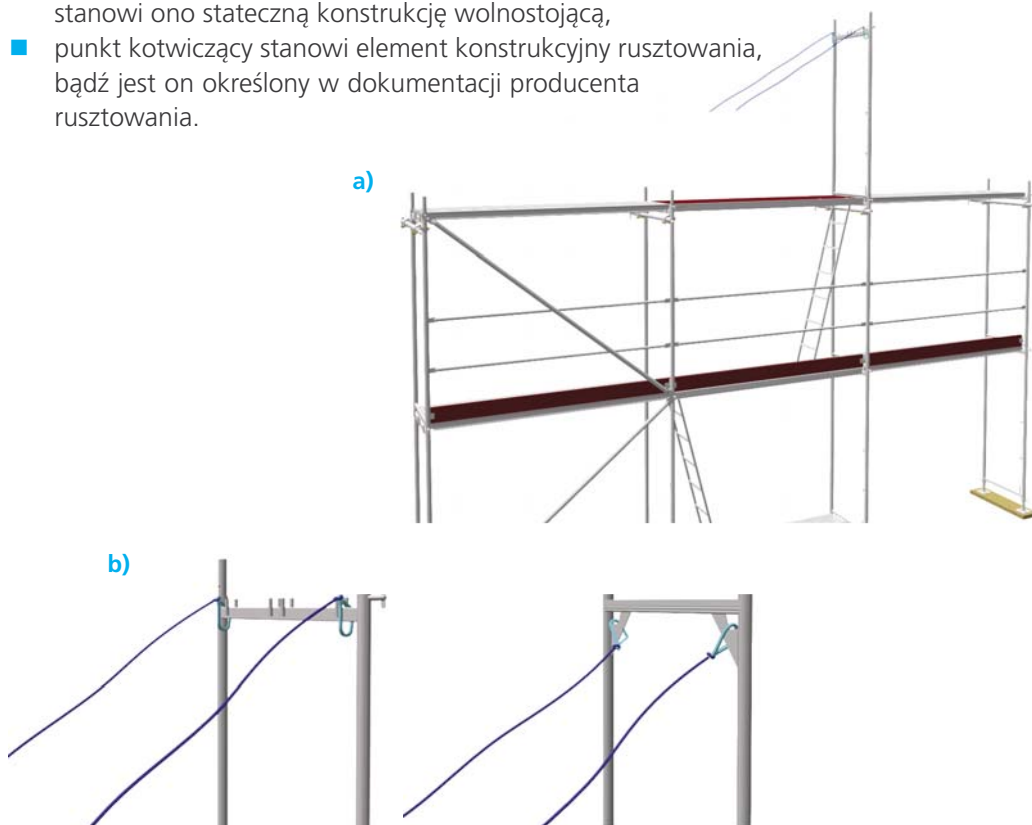 stanowi ono stateczną konstrukcję wolnostojącą,
■ punkt kotwiczący stanowi element konstrukcyjny rusztowania,
bądź jest on określony w dokumentacji producenta
rusztowania.
a)
b)